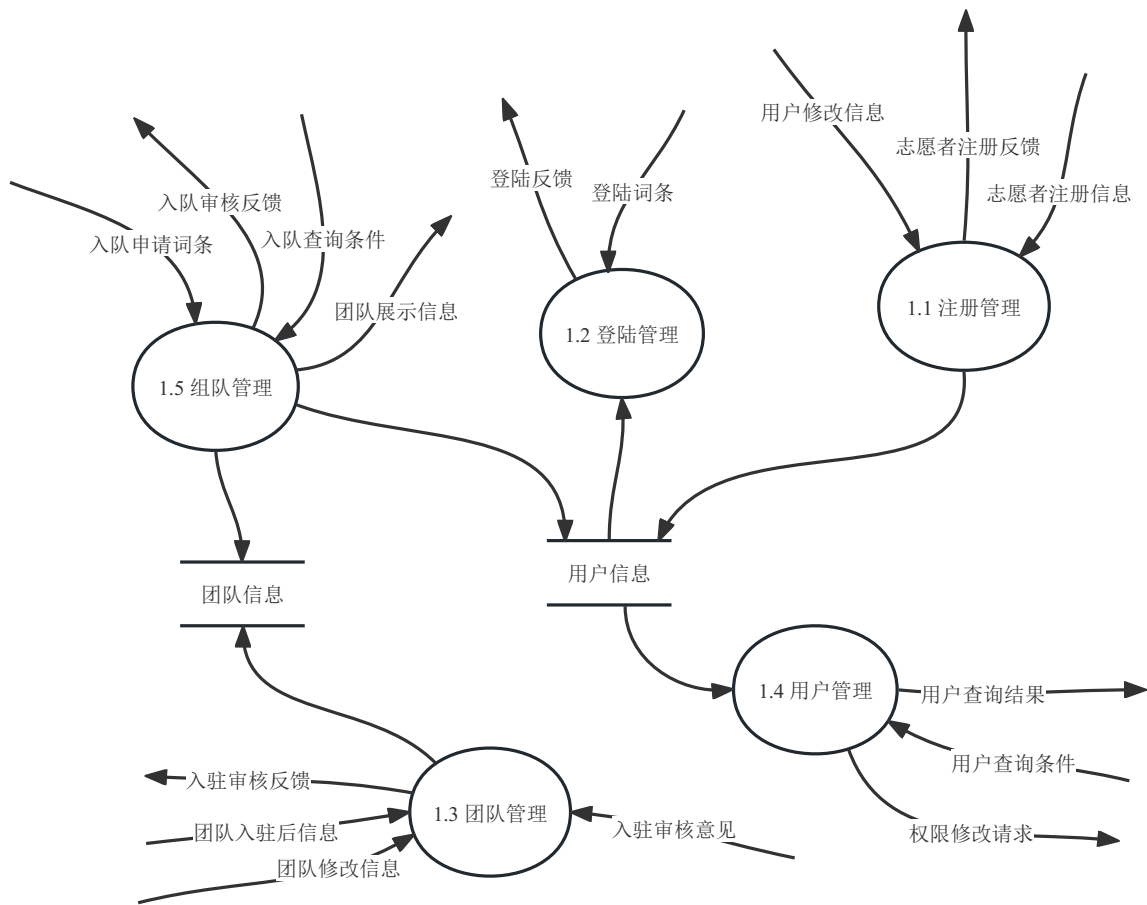 用户修改信息
志愿者注册反馈
登陆反馈
登陆词条
志愿者注册信息
入队审核反馈
入队申请词条
入队查询条件
团队展示信息
1.1 注册管理
1.2 登陆管理
1.5 组队管理
用户信息
团队信息
1.4 用户管理
用户查询结果
用户查询条件
入驻审核反馈
1.3 团队管理
团队入驻后信息
入驻审核意见
权限修改请求
团队修改信息